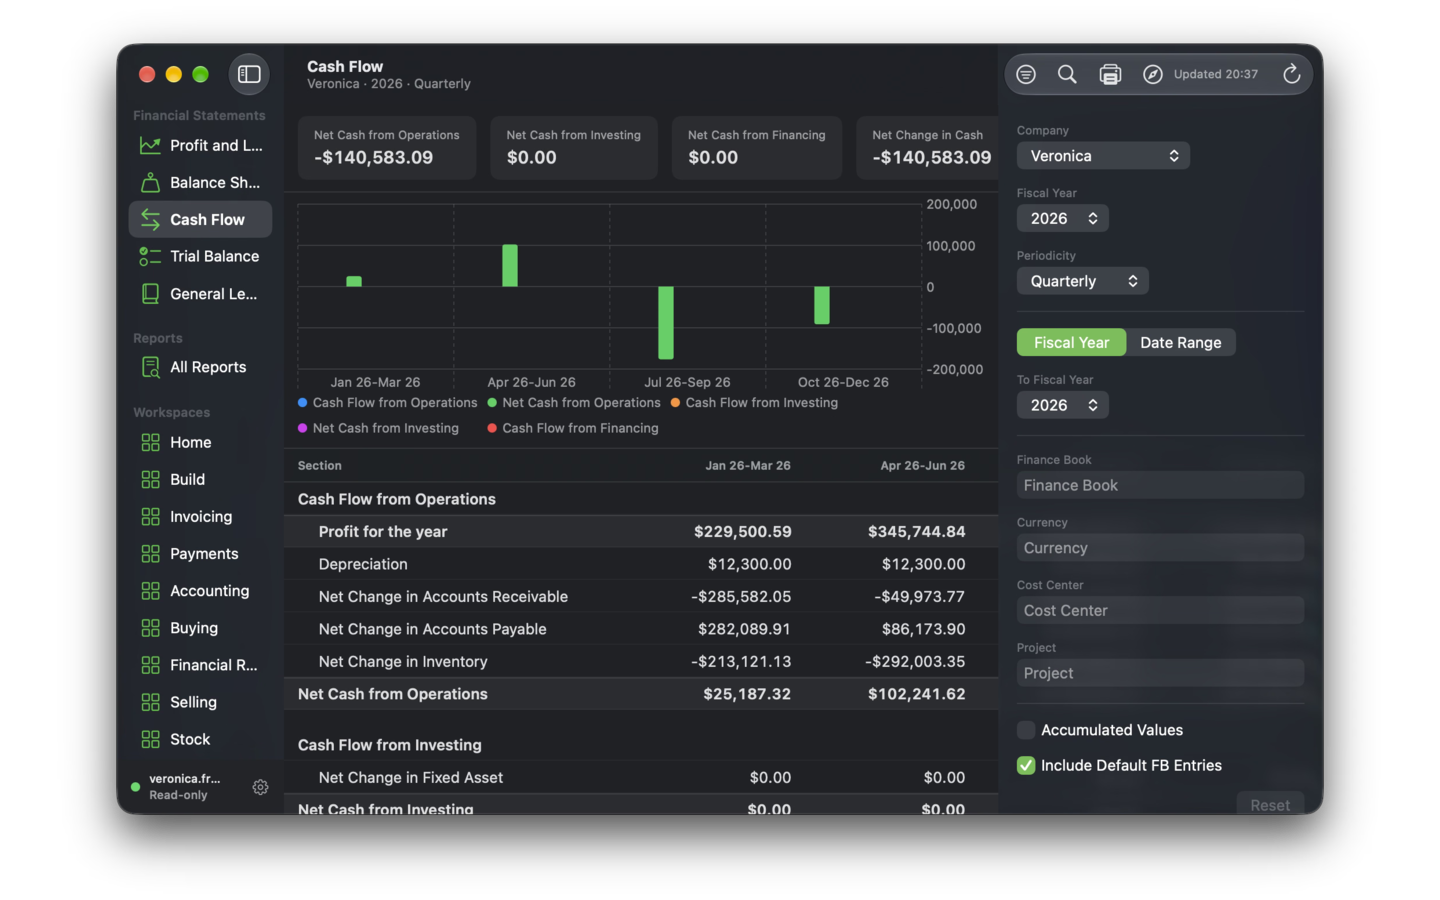 Cash Flow
Veronica · 2026 · Quarterly
Updated 20:37
Financial Statements
Profit and L...
Balance Sh...
Cash Flow
Trial Balance
General Le...
Reports
All Reports
Workspaces
Home
Build
Invoicing
Payments
Accounting
Buying
Financial R...
Selling
Stock
veronica.fr...
Read-only
Net Cash from Operations
-$140,583.09
Net Cash from Investing
$0.00
Net Cash from Financing
$0.00
Net Change in Cash
-$140,583.09
200,000
100,000
0
-100,000
-200,000
Jan 26-Mar 26 Apr 26-Jun 26 Jul 26-Sep 26 Oct 26-Dec 26
Cash Flow from Operations Net Cash from Operations Cash Flow from Investing
Net Cash from Investing Cash Flow from Financing
Section Jan 26-Mar 26 Apr 26-Jun 26
Cash Flow from Operations
Profit for the year $229,500.59 $345,744.84
Depreciation $12,300.00 $12,300.00
Net Change in Accounts Receivable -$285,582.05 -$49,973.77
Net Change in Accounts Payable $282,089.91 $86,173.90
Net Change in Inventory -$213,121.13 -$292,003.35
Net Cash from Operations $25,187.32 $102,241.62
Cash Flow from Investing
Net Change in Fixed Asset $0.00 $0.00
Net Cash from Investing $0.00 $0.00
Company
Veronica
Fiscal Year
2026
Periodicity
Quarterly
Fiscal Year Date Range
To Fiscal Year
2026
Finance Book
Finance Book
Currency
Currency
Cost Center
Cost Center
Project
Project
Accumulated Values
Include Default FB Entries
Reset